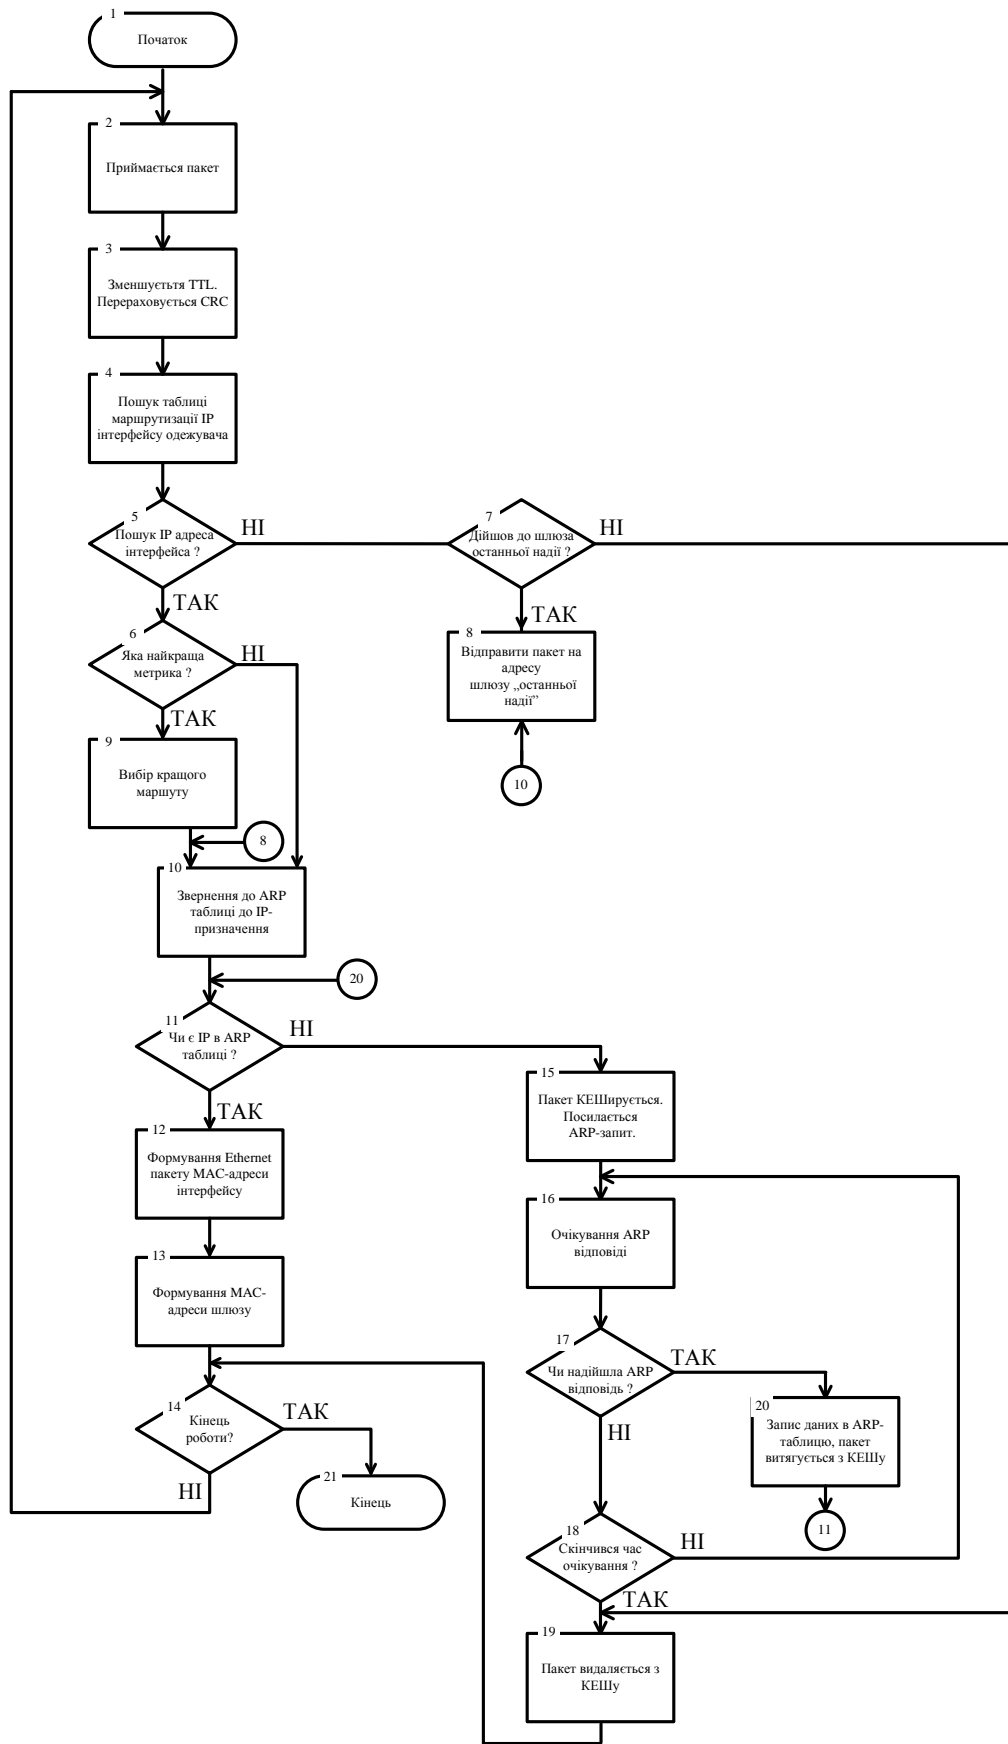 1
Початок
2
Приймається пакет
3
Зменшуєтьтя TTL.
Перераховується CRC
4
Пошук таблиці
маршрутизації IP
інтерфейсу одежувача
5
Пошук IP адреса
інтерфейса ?
НІ
ТАК
7
Дійшов до шлюза
останньої надії ?
НІ
ТАК
6
Яка найкраща
метрика ?
НІ
ТАК
8
Відправити пакет на
адресу
шлюзу „останньої
надії”
10
9
Вибір кращого
маршуту
8
10
Звернення до ARP
таблиці до IP-
призначення
20
11
Чи є IP в ARP
таблиці ?
НІ
ТАК
12
Формування Ethernet
пакету МАС-адреси
інтерфейсу
13
Формування МАС-
адреси шлюзу
14
Кінець
роботи?
ТАК
НІ
21
Кінець
15
Пакет КЕШирується.
Посилається
ARP-запит.
16
Очікування ARP
відповіді
17
Чи надійшла ARP
відповідь ?
ТАК
НІ
20
Запис даних в ARP-
таблицю, пакет
витягується з КЕШу
11
18
Скінчився час
очікування ?
НІ
ТАК
19
Пакет видаляється з
КЕШу